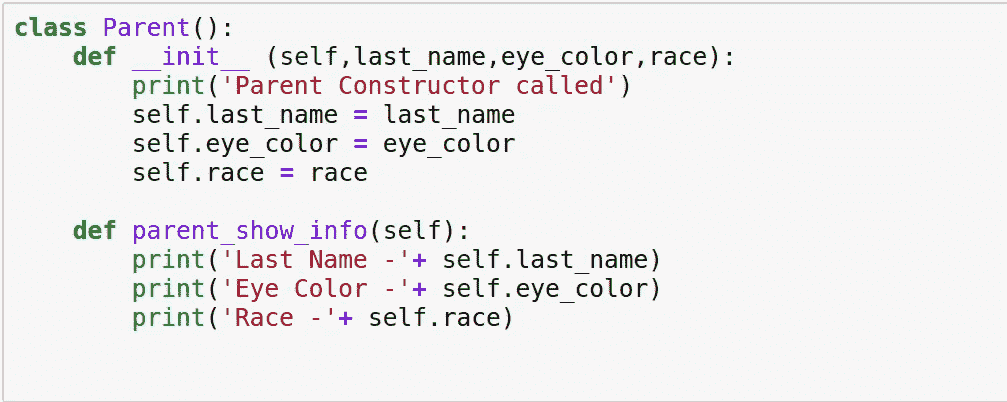 class Parent():
    def __init__ (self,last_name,eye_color,race):
        print('Parent Constructor called')
        self.last_name = last_name
        self.eye_color = eye_color
        self.race = race

    def parent_show_info(self):
        print('Last Name -'+ self.last_name)
        print('Eye Color -'+ self.eye_color)
        print('Race -'+ self.race)